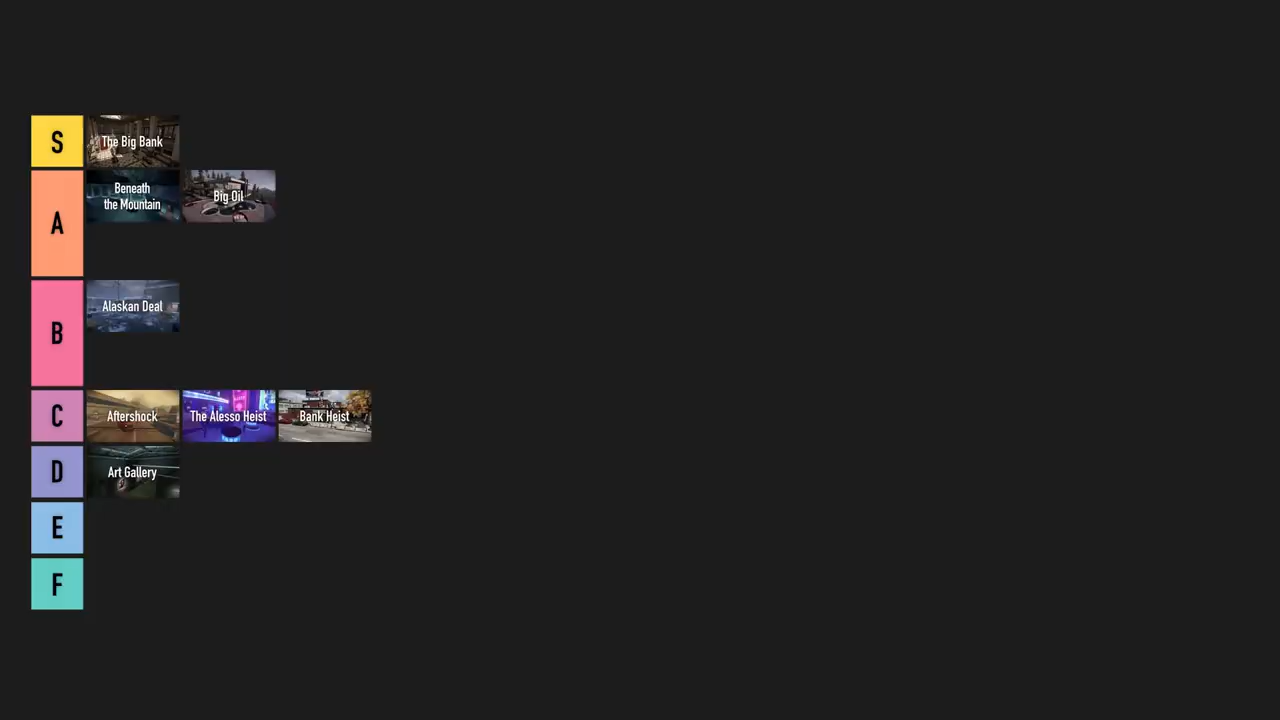 S
The Big Bank
A
Beneath
the Mountain
Big Oil
B
Alaskan Deal
C
Aftershock
The Alesso Heist
Bank Heist
D
Art Gallery
E
F